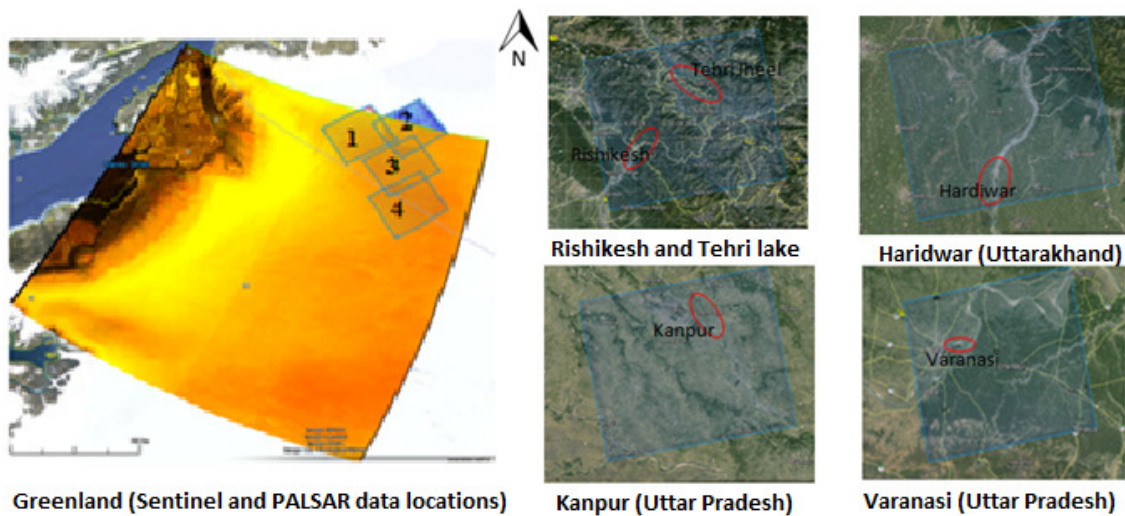 N
1
2
3
4
Tehri Jheel
Rishikesh
Hardiwar
Rishikesh and Tehri lake
Haridwar (Uttarakhand)
Kanpur
Varanasi
Greenland (Sentinel and PALSAR data locations)
Kanpur (Uttar Pradesh)
Varanasi (Uttar Pradesh)